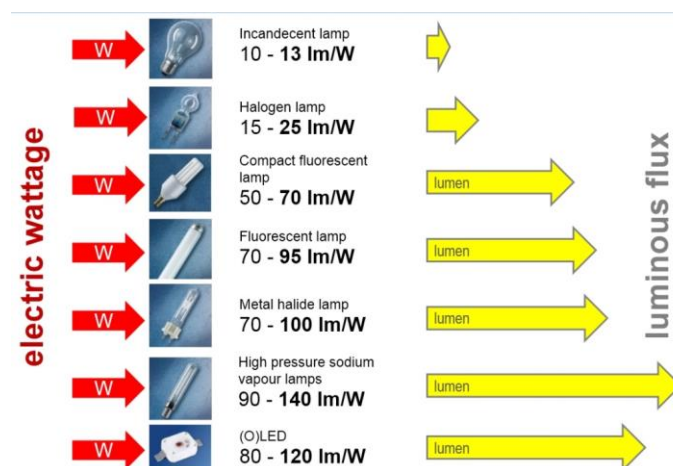 electric wattage
W
Incandecent lamp
10 - 13 lm/W
W
Halogen lamp
15 - 25 lm/W
W
Compact fluorescent
lamp
50 - 70 lm/W
lumen
W
Fluorescent lamp
70 - 95 lm/W
lumen
W
Metal halide lamp
70 - 100 lm/W
lumen
W
High pressure sodium
vapour lamps
90 - 140 lm/W
lumen
W
(O)LED
80 - 120 lm/W
lumen
luminous flux